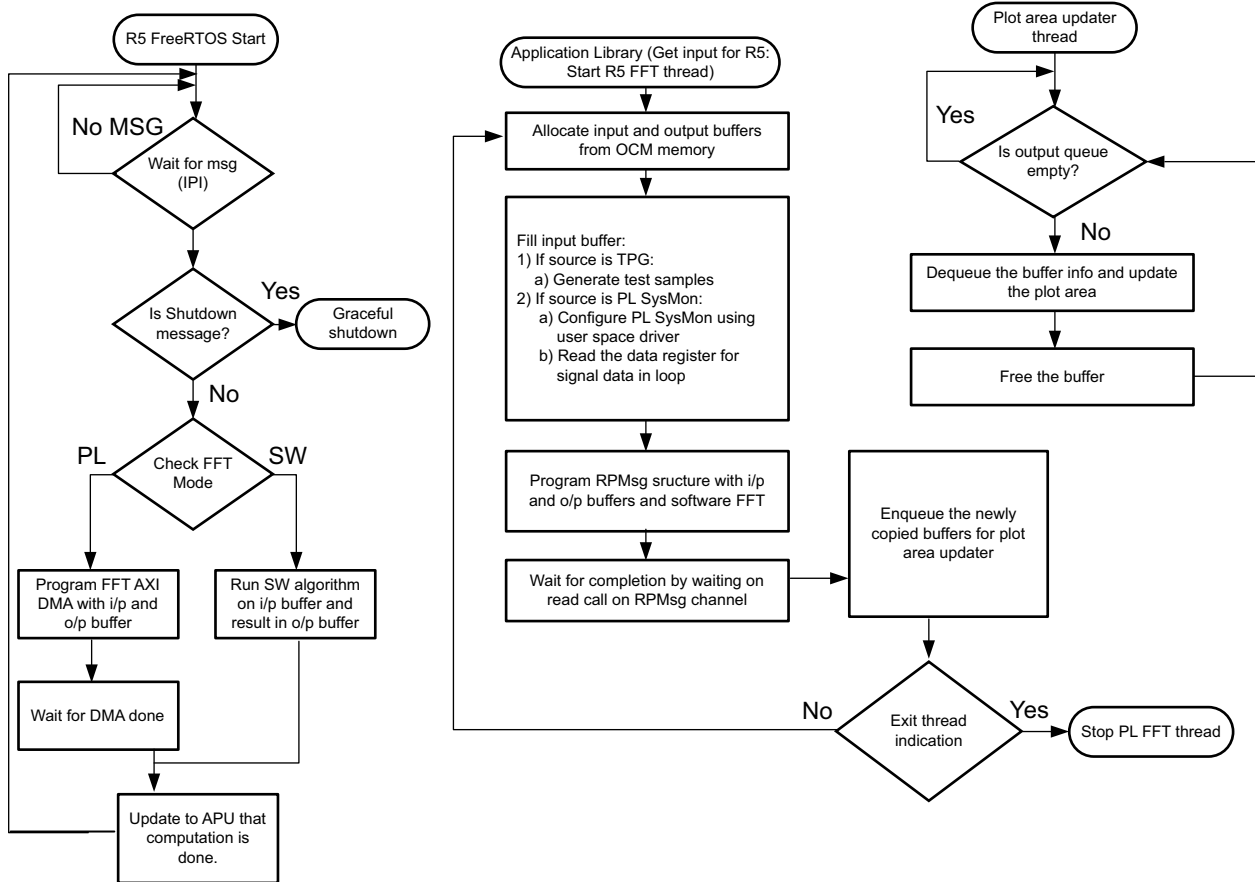 R5 FreeRTOS Start
No MSG
Wait for msg
(IPI)
Is Shutdown
message?
Yes
Graceful
shutdown
No
Check FFT
Mode
PL
SW
Program FFT AXI
DMA with i/p and
o/p buffer
Run SW algorithm
on i/p buffer and
result in o/p buffer
Wait for DMA done
Update to APU that
computation is
done.
Application Library (Get input for R5:
Start R5 FFT thread)
Allocate input and output buffers
from OCM memory
Fill input buffer:
1) If source is TPG:
a) Generate test samples
2) If source is PL SysMon:
a) Configure PL SysMon using
user space driver
b) Read the data register for
signal data in loop
Program RPMsg sructure with i/p
and o/p buffers and software FFT
Wait for completion by waiting on
read call on RPMsg channel
Enqueue the newly
copied buffers for plot
area updater
Exit thread
indication
No
Yes
Stop PL FFT thread
Plot area updater
thread
Yes
Is output queue
empty?
No
Dequeue the buffer info and update
the plot area
Free the buffer